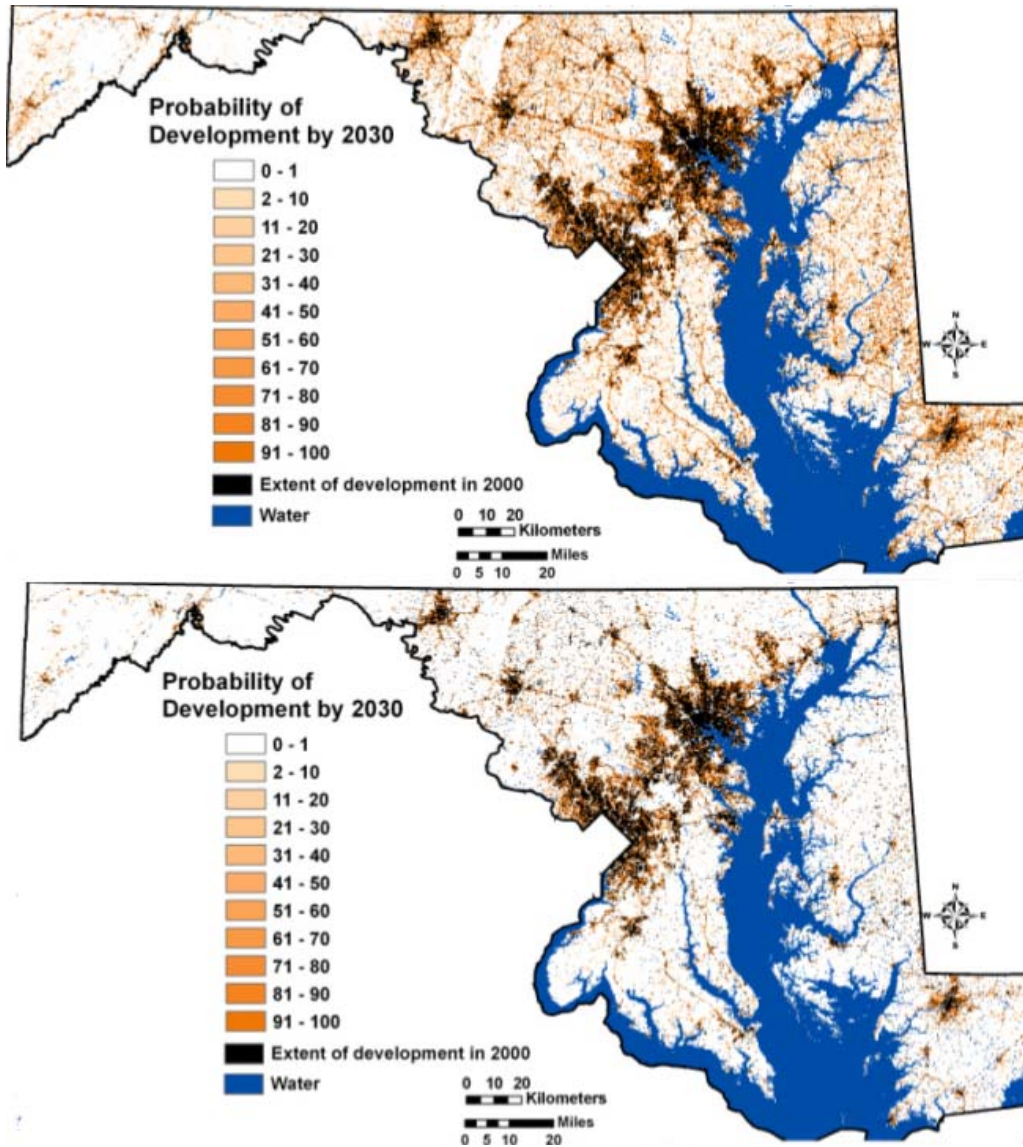 Probability of
Development by 2030
0 - 1
2 - 10
11 - 20
21 - 30
31 - 40
41 - 50
51 - 60
61 - 70
71 - 80
81 - 90
91 - 100
Extent of development in 2000
Water
0 10 20
Kilometers
Miles
0 5 10 20
N
W E
S
Probability of
Development by 2030
0 - 1
2 - 10
11 - 20
21 - 30
31 - 40
41 - 50
51 - 60
61 - 70
71 - 80
81 - 90
91 - 100
Extent of development in 2000
Water
0 10 20
Kilometers
Miles
0 5 10 20
N
W E
S